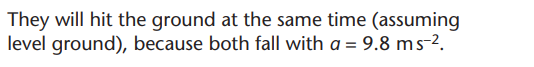 They will hit the ground at the same time (assuming
level ground), because both fall with a = 9.8 m s⁻².